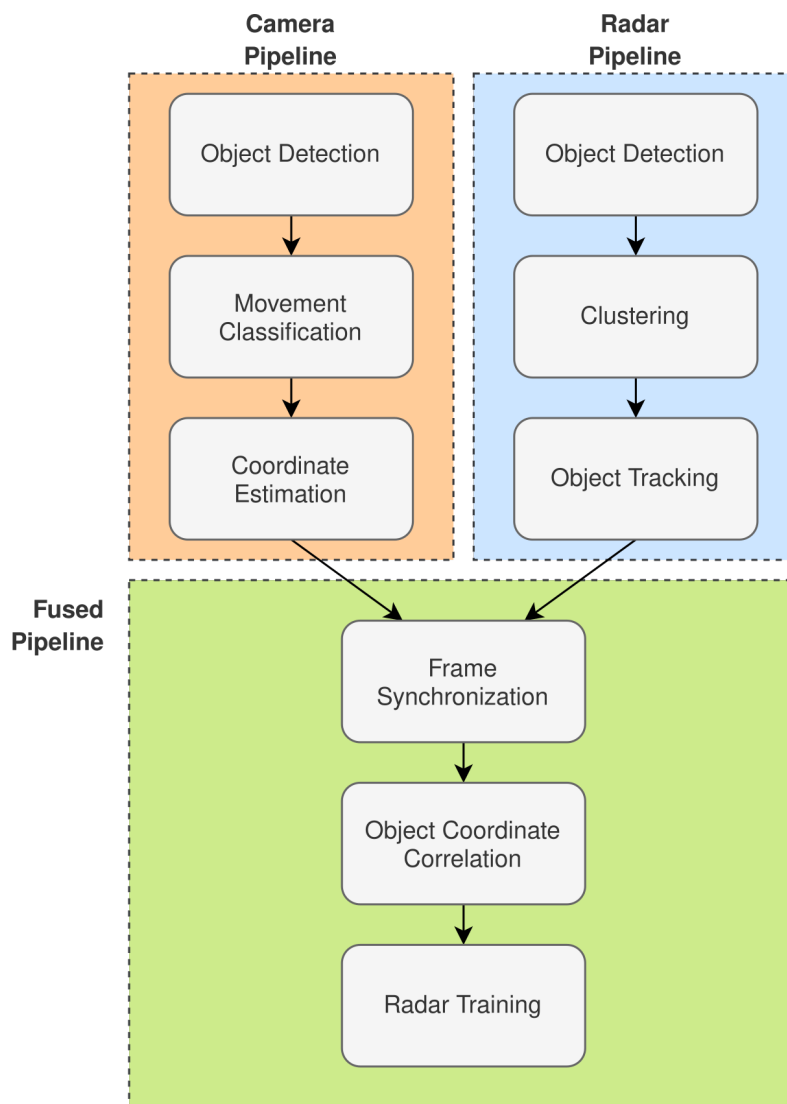 Camera
Pipeline
Radar
Pipeline
Object Detection
Movement
Classification
Coordinate
Estimation
Object Detection
Clustering
Object Tracking
Fused
Pipeline
Frame
Synchronization
Object Coordinate
Correlation
Radar Training